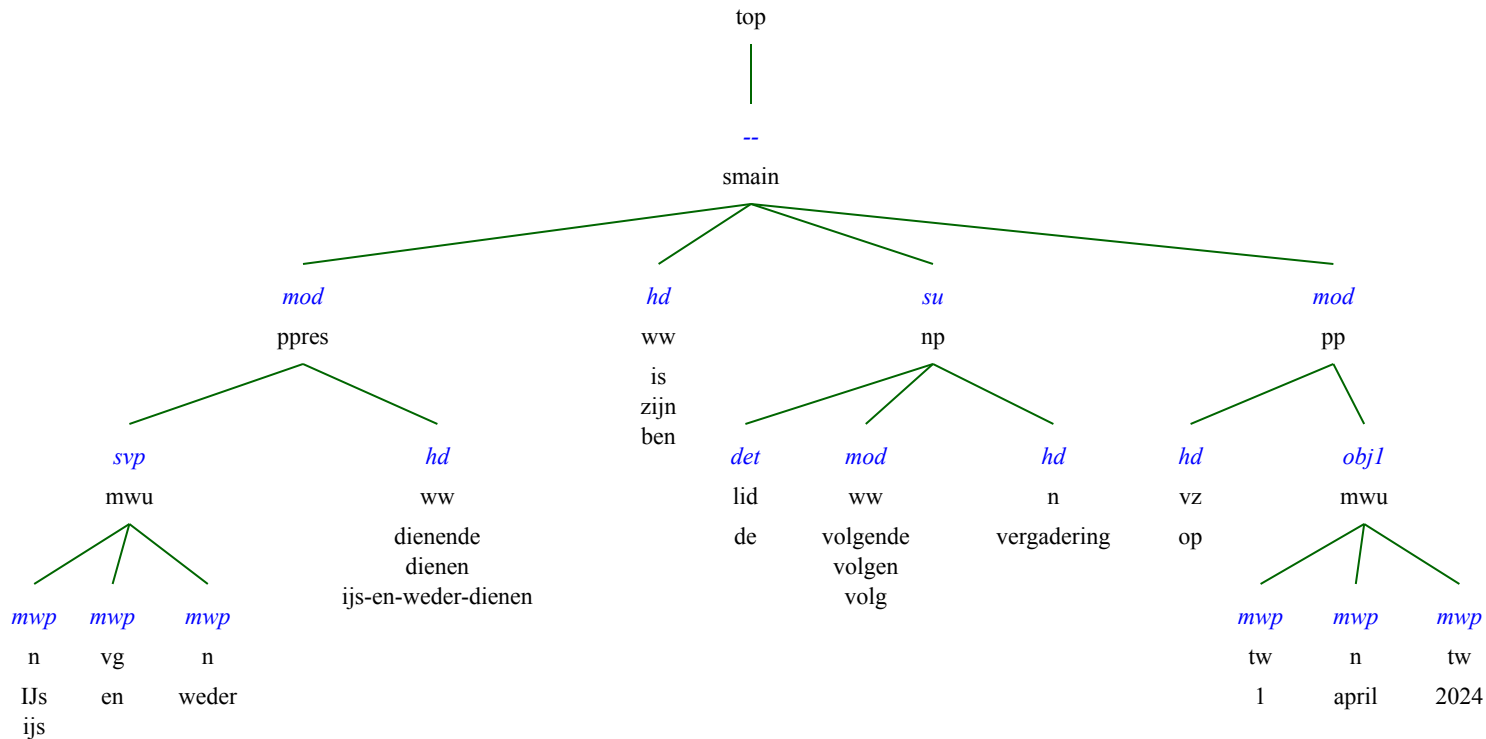 top
--
smain
mod hd su mod
ppres ww np pp
is
zijn
ben
svp hd det mod hd hd obj1
mwu ww lid ww n vz mwu
dienende de volgende vergadering op
dienen volgen
ijs-en-weder-dienen volg
mwp mwp mwp mwp mwp mwp
n vg n tw n tw
IJs en weder 1 april 2024
ijs